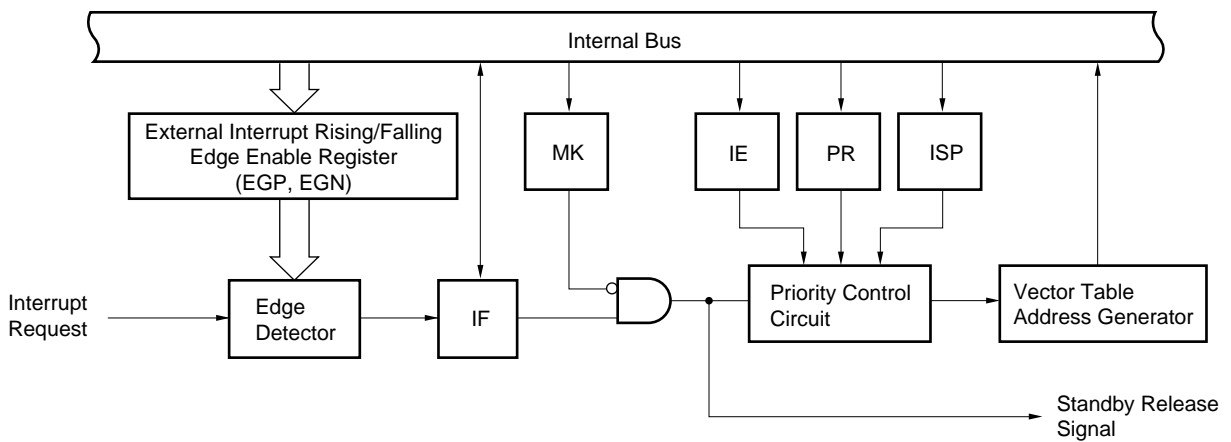 Internal Bus
External Interrupt Rising/Falling
Edge Enable Register
(EGP, EGN)
MK
IE
PR
ISP
Interrupt
Request
Edge
Detector
IF
Priority Control
Circuit
Vector Table
Address Generator
Standby Release
Signal